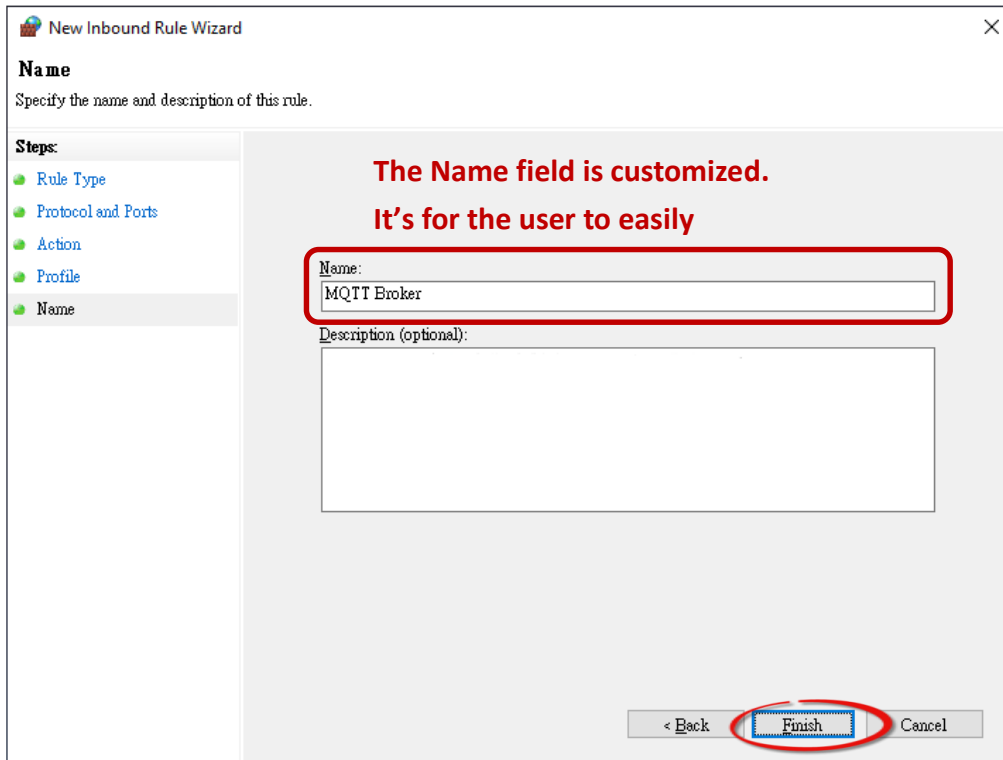 New Inbound Rule Wizard
Name
Specify the name and description of this rule.
Steps:
Rule Type
Protocol and Ports
Action
Profile
Name
The Name field is customized.
It's for the user to easily
Name:
MQTT Broker
Description (optional):
< Back Finish Cancel